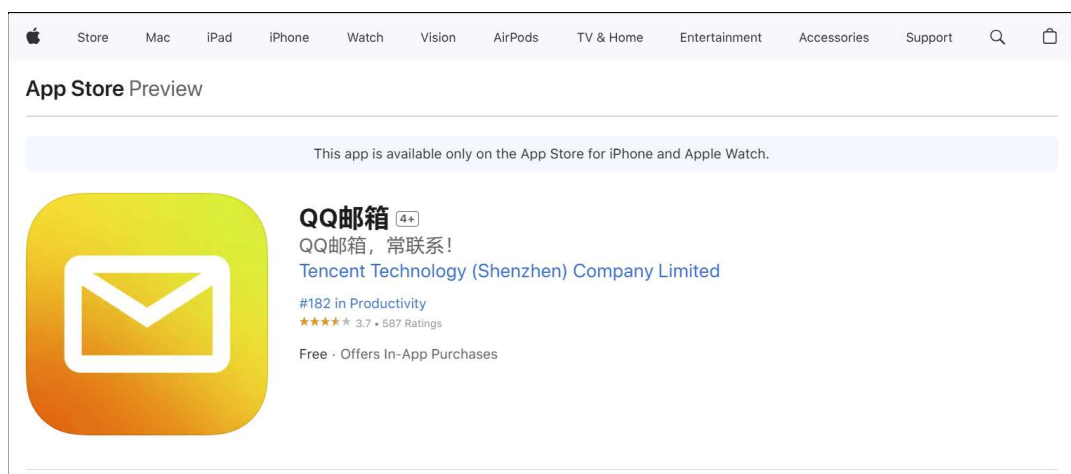 Store Mac iPad iPhone Watch Vision AirPods TV & Home Entertainment Accessories Support
App Store Preview
This app is available only on the App Store for iPhone and Apple Watch.
QQ邮箱 4+
QQ邮箱，常联系！
Tencent Technology (Shenzhen) Company Limited
#182 in Productivity
3.7 • 587 Ratings
Free · Offers In-App Purchases